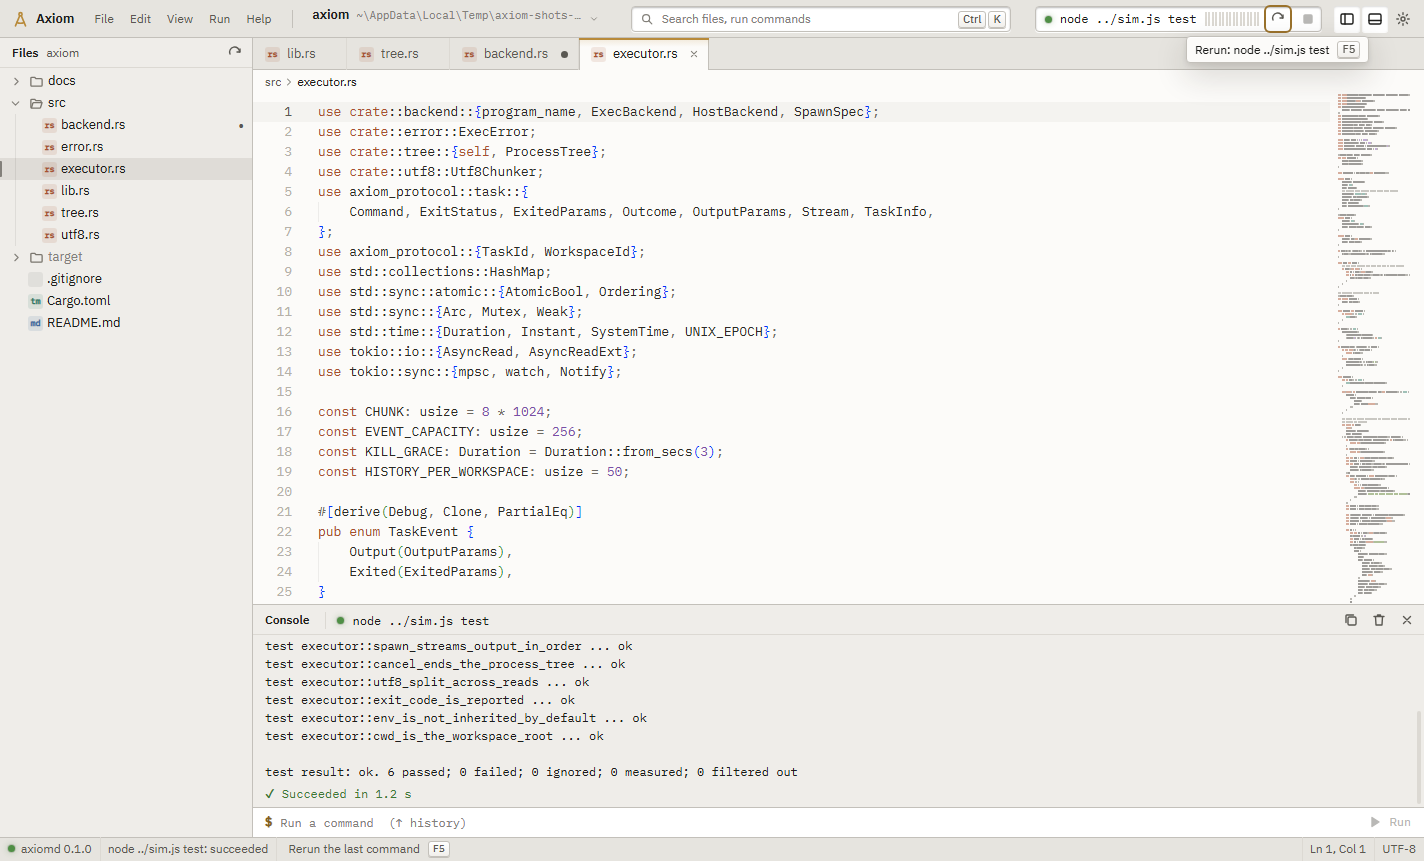 Axiom File Edit View Run Help axiom ~\AppData\Local\Temp\axiom-shots-… Search files, run commands Ctrl K node ../sim.js test
Rerun: node ../sim.js test F5
Files axiom
docs
src
backend.rs
error.rs
executor.rs
lib.rs
tree.rs
utf8.rs
target
.gitignore
Cargo.toml
README.md
lib.rs tree.rs backend.rs executor.rs
src > executor.rs
1 use crate::backend::{program_name, ExecBackend, HostBackend, SpawnSpec};
2 use crate::error::ExecError;
3 use crate::tree::{self, ProcessTree};
4 use crate::utf8::Utf8Chunker;
5 use axiom_protocol::task::{
6 Command, ExitStatus, ExitedParams, Outcome, OutputParams, Stream, TaskInfo,
7 };
8 use axiom_protocol::{TaskId, WorkspaceId};
9 use std::collections::HashMap;
10 use std::sync::atomic::{AtomicBool, Ordering};
11 use std::sync::{Arc, Mutex, Weak};
12 use std::time::{Duration, Instant, SystemTime, UNIX_EPOCH};
13 use tokio::io::{AsyncRead, AsyncReadExt};
14 use tokio::sync::{mpsc, watch, Notify};
15
16 const CHUNK: usize = 8 * 1024;
17 const EVENT_CAPACITY: usize = 256;
18 const KILL_GRACE: Duration = Duration::from_secs(3);
19 const HISTORY_PER_WORKSPACE: usize = 50;
20
21 #[derive(Debug, Clone, PartialEq)]
22 pub enum TaskEvent {
23 Output(OutputParams),
24 Exited(ExitedParams),
25 }
Console node ../sim.js test
test executor::spawn_streams_output_in_order ... ok
test executor::cancel_ends_the_process_tree ... ok
test executor::utf8_split_across_reads ... ok
test executor::exit_code_is_reported ... ok
test executor::env_is_not_inherited_by_default ... ok
test executor::cwd_is_the_workspace_root ... ok
test result: ok. 6 passed; 0 failed; 0 ignored; 0 measured; 0 filtered out
✓ Succeeded in 1.2 s
$ Run a command (↑ history) Run
axiomd 0.1.0 node ../sim.js test: succeeded Rerun the last command F5 Ln 1, Col 1 UTF-8